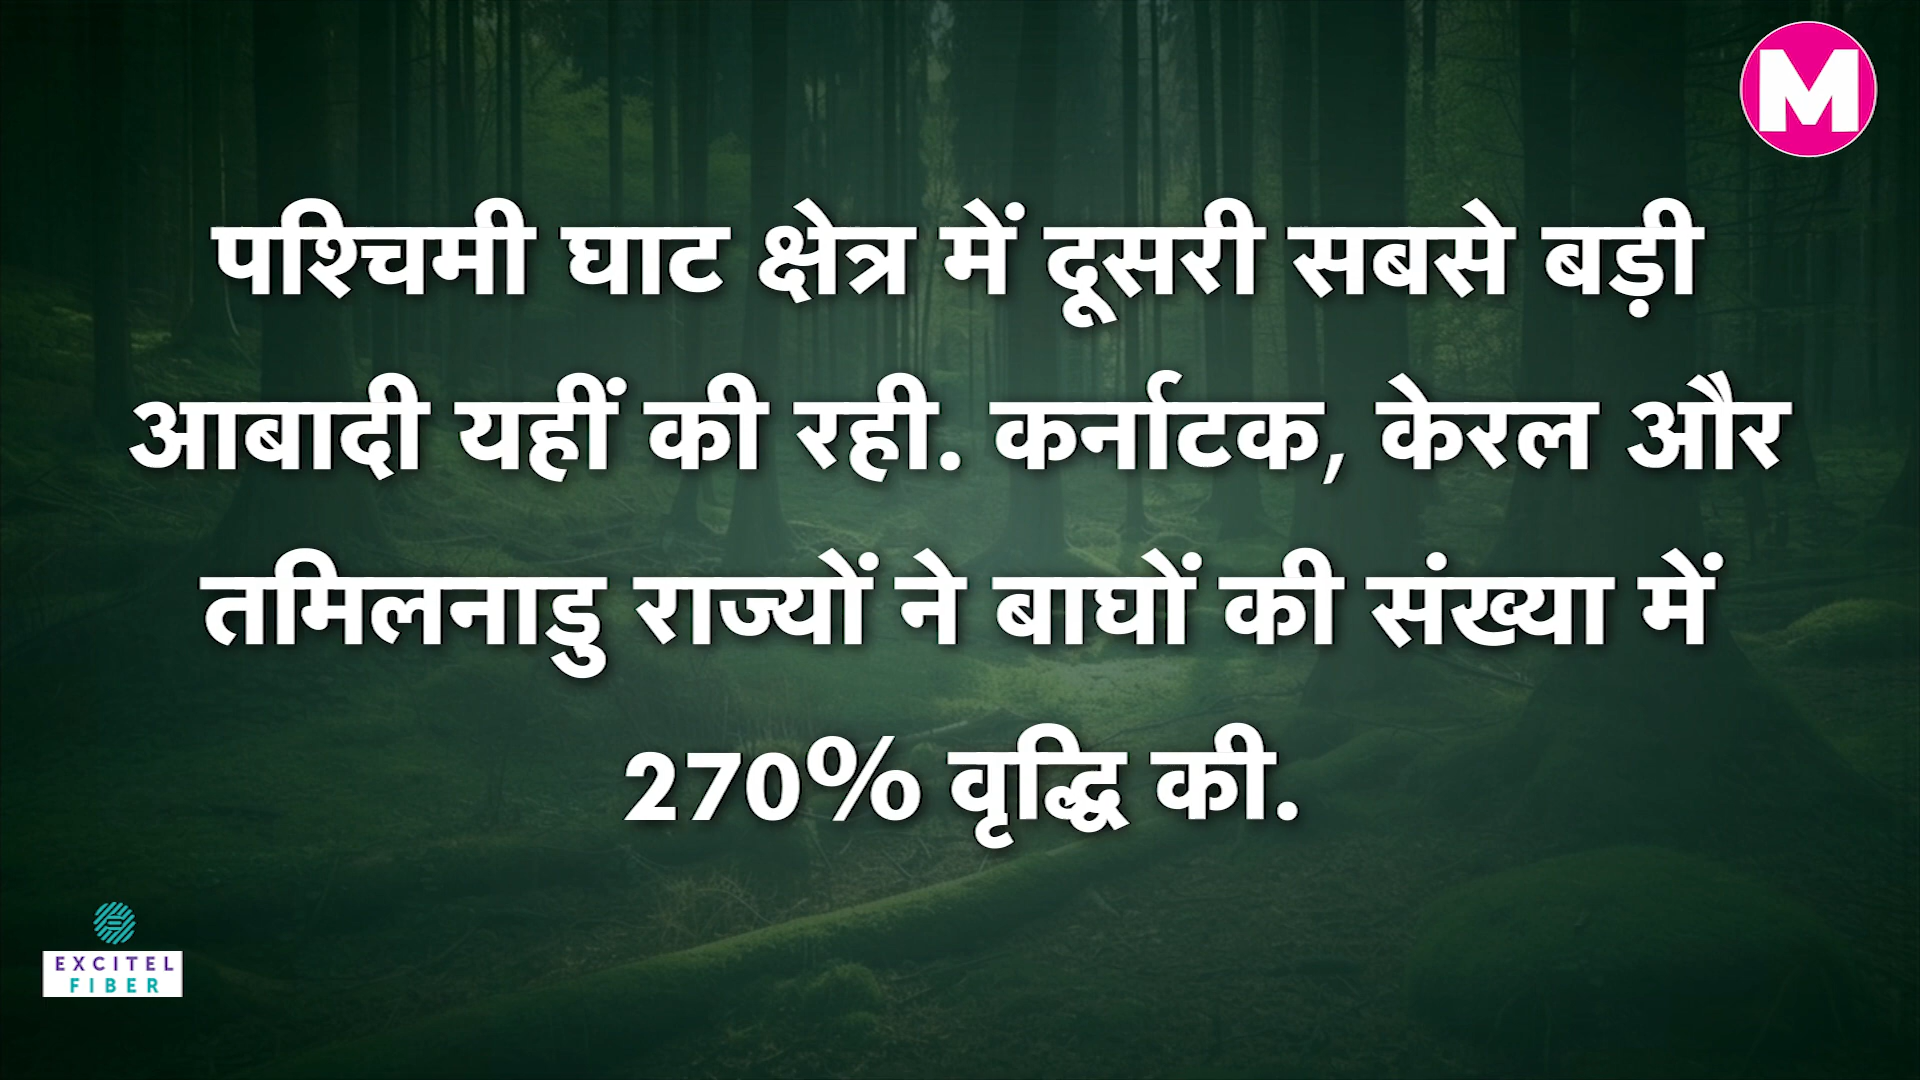 M
पश्चिमी घाट क्षेत्र में दूसरी सबसे बड़ी
आबादी यहीं की रही. कर्नाटक, केरल और
तमिलनाडु राज्यों ने बाघों की संख्या में
270% वृद्धि की.
EXCITEL
FIBER